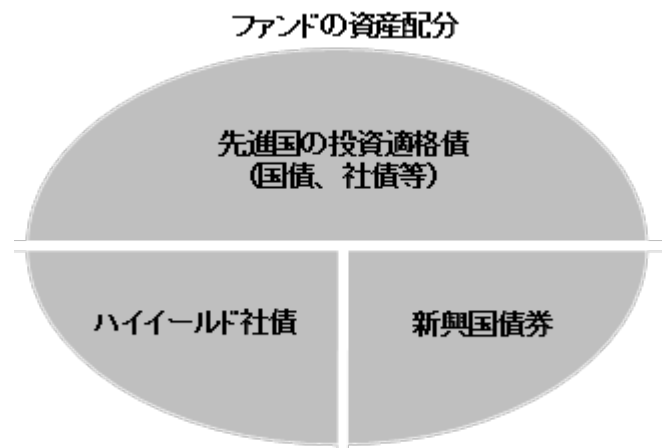 ファンドの資産配分
先進国の投資適格債
(国債、社債等)
ハイイールド社債
新興国債券